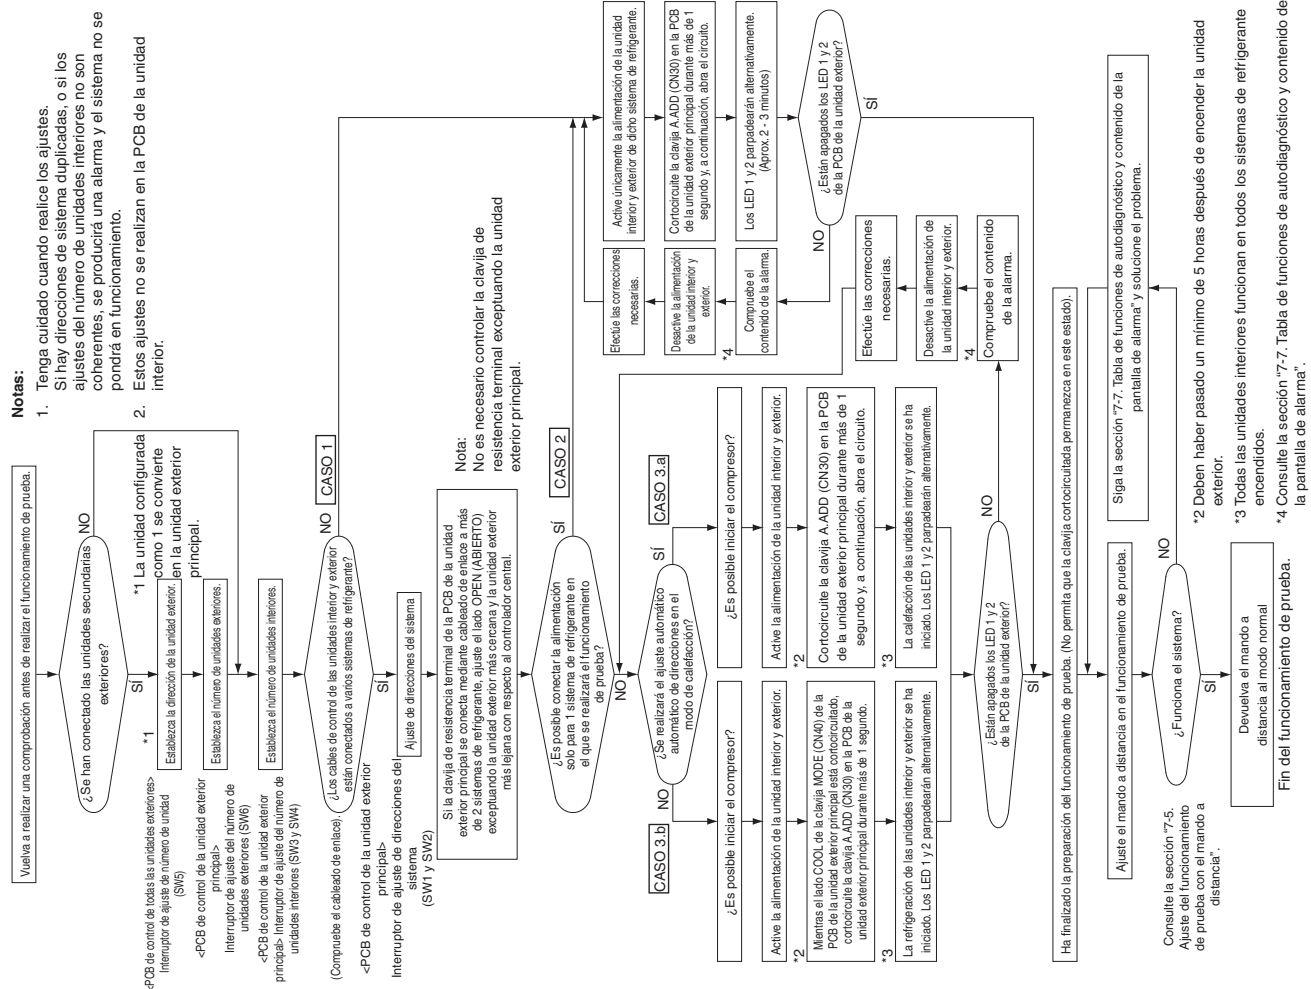 Vuelva a realizar una comprobación antes de realizar el funcionamiento de prueba.
¿Se han conectado las unidades secundarias
exteriores?
NO
SÍ
Notas:
1. Tenga cuidado cuando realice los ajustes.
Si hay direcciones de sistema duplicadas, o si los
ajustes del número de unidades interiores no son
coherentes, se producirá una alarma y el sistema no se
pondrá en funcionamiento.
2. Estos ajustes no se realizan en la PCB de la unidad
interior.
*1
*1 La unidad configurada
como 1 se convierte
en la unidad exterior
principal.
<PCB de control de todas las unidades exteriores>
Interruptor de ajuste de número de unidad
(SW5)
Establezca la dirección de la unidad exterior.
<PCB de control de la unidad exterior
principal>
Interruptor de ajuste del número de
unidades exteriores (SW6)
Establezca el número de unidades exteriores.
<PCB de control de la unidad exterior
principal> Interruptor de ajuste del número de
unidades interiores (SW3 y SW4)
Establezca el número de unidades interiores.
(Compruebe el cableado de enlace).
¿Los cables de control de las unidades interior y exterior
están conectados a varios sistemas de refrigerante?
NO
CASO 1
SÍ
<PCB de control de la unidad exterior
principal>
Interruptor de ajuste de direcciones del
sistema
(SW1 y SW2)
Ajuste de direcciones del sistema
Si la clavija de resistencia terminal de la PCB de la unidad
exterior principal se conecta mediante cableado de enlace a más
de 2 sistemas de refrigerante, ajuste el lado OPEN (ABIERTO)
exceptuando la unidad exterior más cercana y la unidad exterior
más lejana con respecto al controlador central.
Nota:
No es necesario controlar la clavija de
resistencia terminal exceptuando la unidad
exterior principal.
¿Es posible conectar la alimentación
solo para 1 sistema de refrigerante en
el que se realizará el funcionamiento
de prueba?
SÍ
CASO 2
NO
¿Se realizará el ajuste automático
automático de direcciones en el
modo de calefacción?
NO
CASO 3.b
SÍ
CASO 3.a
¿Es posible iniciar el compresor?
Active la alimentación de la unidad interior y exterior.
*2
Mientras el lado COOL de la clavija MODE (CN40) de la
PCB de la unidad exterior principal está cortocircuitado,
cortocircuite la clavija A.ADD (CN30) en la PCB de la
unidad exterior principal durante más de 1 segundo.
*3
La refrigeración de las unidades interior y exterior se ha
iniciado. Los LED 1 y 2 parpadearán alternativamente.
¿Es posible iniciar el compresor?
Active la alimentación de la unidad interior y exterior.
*2
Cortocircuite la clavija A.ADD (CN30) en la PCB
de la unidad exterior principal durante más de 1
segundo y, a continuación, abra el circuito.
*3
La calefacción de las unidades interior y exterior se ha
iniciado. Los LED 1 y 2 parpadearán alternativamente.
¿Están apagados los LED 1 y 2
de la PCB de la unidad exterior?
NO
SÍ
*4
Compruebe el contenido
de la alarma.
Desactive la alimentación de
la unidad interior y exterior.
Efectúe las correcciones
necesarias.
Active únicamente la alimentación de la unidad
interior y exterior de dicho sistema de refrigerante.
Cortocircuite la clavija A.ADD (CN30) en la PCB
de la unidad exterior principal durante más de 1
segundo y, a continuación, abra el circuito.
Los LED 1 y 2 parpadearán alternativamente.
(Aprox. 2 - 3 minutos)
¿Están apagados los LED 1 y 2
de la PCB de la unidad exterior?
NO
SÍ
*4
Compruebe el
contenido de la alarma.
Desactive la alimentación
de la unidad interior y
exterior.
Efectúe las correcciones
necesarias.
Ha finalizado la preparación del funcionamiento de prueba. (No permita que la clavija cortocircuitada permanezca en este estado).
Ajuste el mando a distancia en el funcionamiento de prueba.
Siga la sección “7-7. Tabla de funciones de autodiagnóstico y contenido de la
pantalla de alarma” y solucione el problema.
Consulte la sección “7-5.
Ajuste del funcionamiento
de prueba con el mando a
distancia”.
¿Funciona el sistema?
NO
SÍ
Devuelva el mando a
distancia al modo normal
Fin del funcionamiento de prueba.
*2 Deben haber pasado un mínimo de 5 horas después de encender la unidad
exterior.
*3 Todas las unidades interiores funcionan en todos los sistemas de refrigerante
encendidos.
*4 Consulte la sección “7-7. Tabla de funciones de autodiagnóstico y contenido de
la pantalla de alarma”.